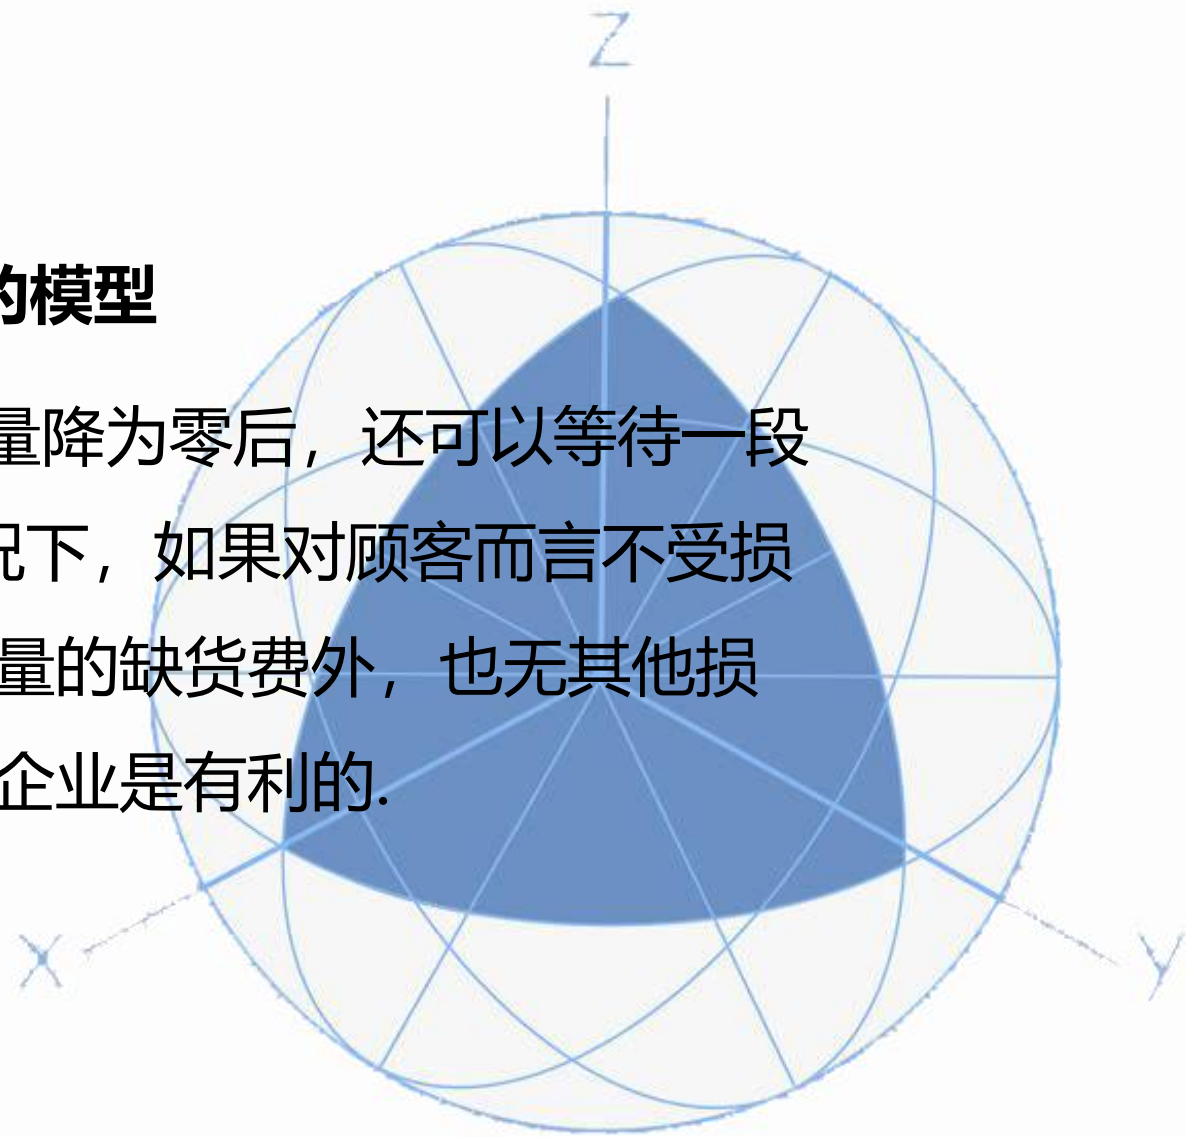 Z
的模型
量降为零后，还可以等待一段
况下，如果对顾客而言不受损
量的缺货费外，也无其他损
企业是有利的.
X
Y